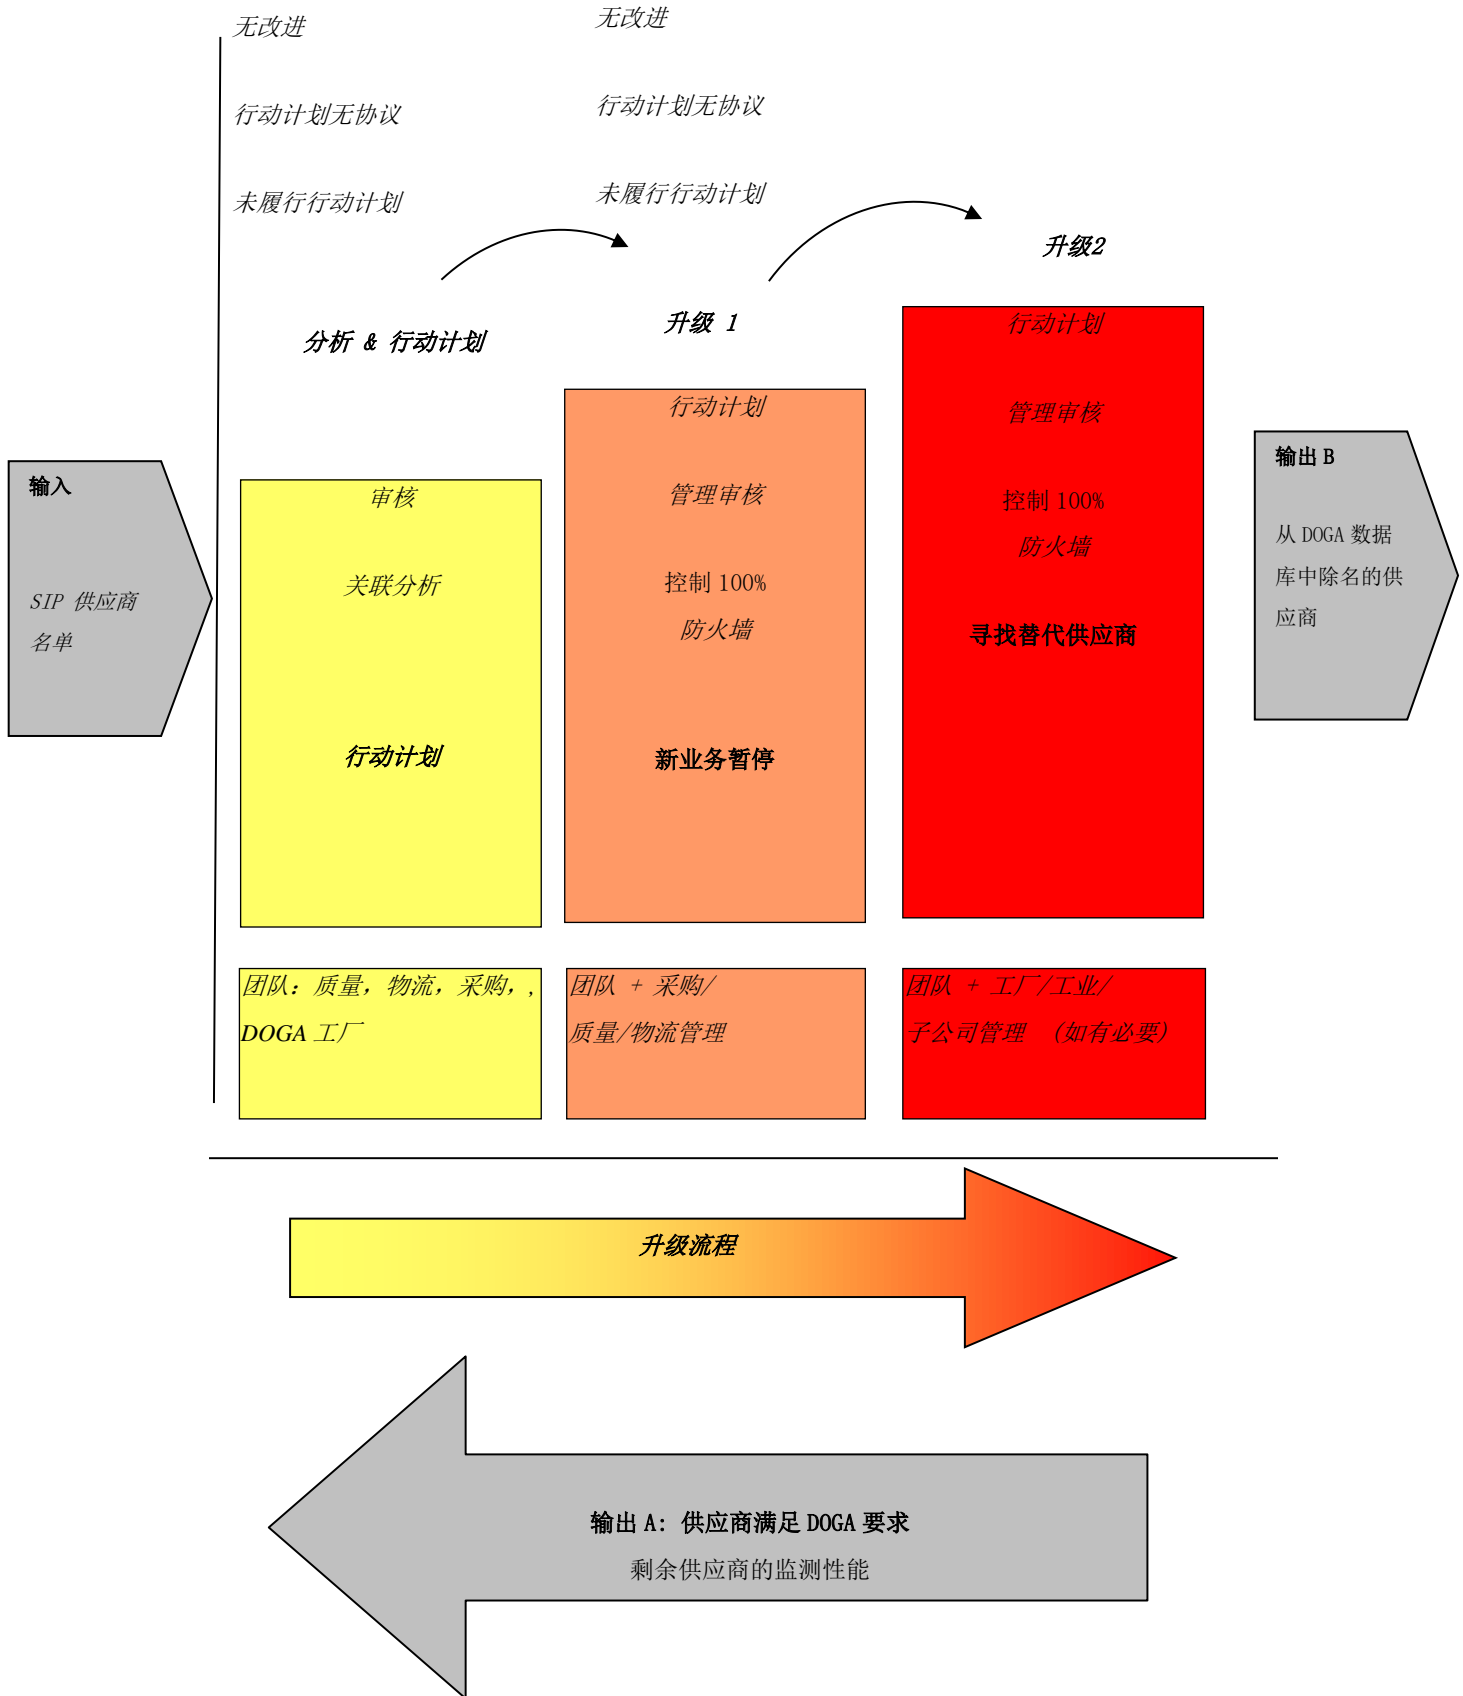 无改进
行动计划无协议
未履行行动计划
无改进
行动计划无协议
未履行行动计划
分析 & 行动计划
升级 1
升级2
输入
SIP 供应商
名单
审核
关联分析
行动计划
行动计划
管理审核
控制 100%
防火墙
新业务暂停
行动计划
管理审核
控制 100%
防火墙
寻找替代供应商
输出 B
从 DOGA 数据
库中除名的供
应商
团队: 质量, 物流, 采购, ,
DOGA 工厂
团队 + 采购/
质量/物流管理
团队 + 工厂/工业/
子公司管理 (如有必要)
升级流程
输出 A: 供应商满足 DOGA 要求
剩余供应商的监测性能